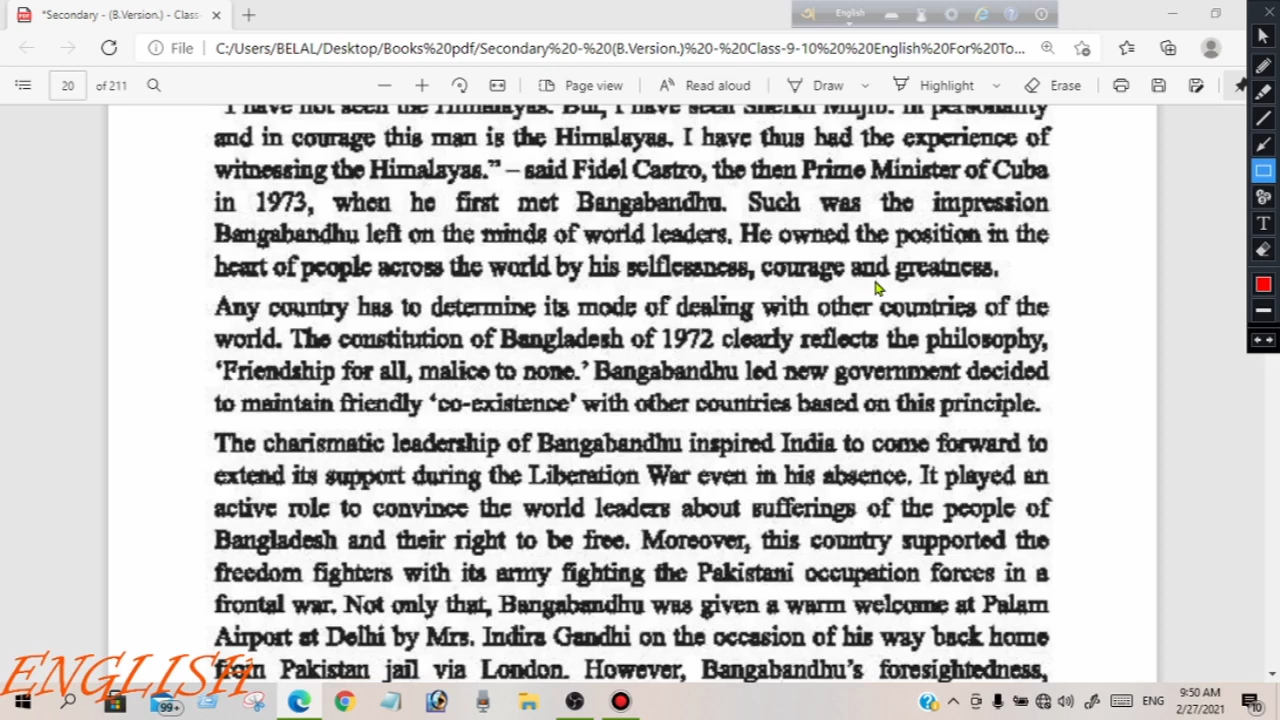 *Secondary - (B.Version.) - Class-
English
File
C:/Users/BELAL/Desktop/Books%20pdf/Secondary%20-%20(B.Version.)%20-%20Class-9-10%20%20English%20For%20To...
20 of 211
Page view
Read aloud
Draw
Highlight
Erase
"I have not seen the Himalayas. But, I have seen Sheikh Mujib. In personality
and in courage this man is the Himalayas. I have thus had the experience of
witnessing the Himalayas." – said Fidel Castro, the then Prime Minister of Cuba
in 1973, when he first met Bangabandhu. Such was the impression
Bangabandhu left on the minds of world leaders. He owned the position in the
heart of people across the world by his selflessness, courage and greatness.
Any country has to determine its mode of dealing with other countries of the
world. The constitution of Bangladesh of 1972 clearly reflects the philosophy,
'Friendship for all, malice to none.' Bangabandhu led new government decided
to maintain friendly 'co-existence' with other countries based on this principle.
The charismatic leadership of Bangabandhu inspired India to come forward to
extend its support during the Liberation War even in his absence. It played an
active role to convince the world leaders about sufferings of the people of
Bangladesh and their right to be free. Moreover, this country supported the
freedom fighters with its army fighting the Pakistani occupation forces in a
frontal war. Not only that, Bangabandhu was given a warm welcome at Palam
Airport at Delhi by Mrs. Indira Gandhi on the occasion of his way back home
from Pakistan jail via London. However, Bangabandhu's foresightedness,
ENGLISH
99+
ENG
9:50 AM
2/27/2021
10